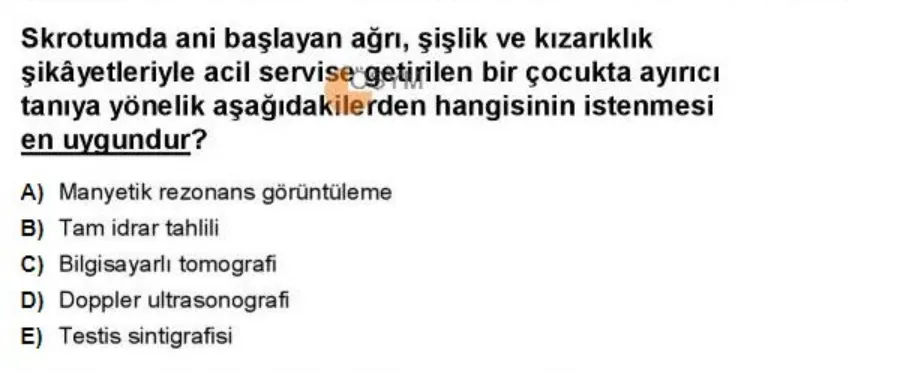 Skrotumda ani başlayan ağrı, şişlik ve kızarıklık
şikâyetleriyle acil servise getirilen bir çocukta ayırıcı
ÖSYM
tanıya yönelik aşağıdakilerden hangisinin istenmesi
en uygundur?
A) Manyetik rezonans görüntüleme
B) Tam idrar tahlili
C) Bilgisayarlı tomografi
D) Doppler ultrasonografi
E) Testis sintigrafisi